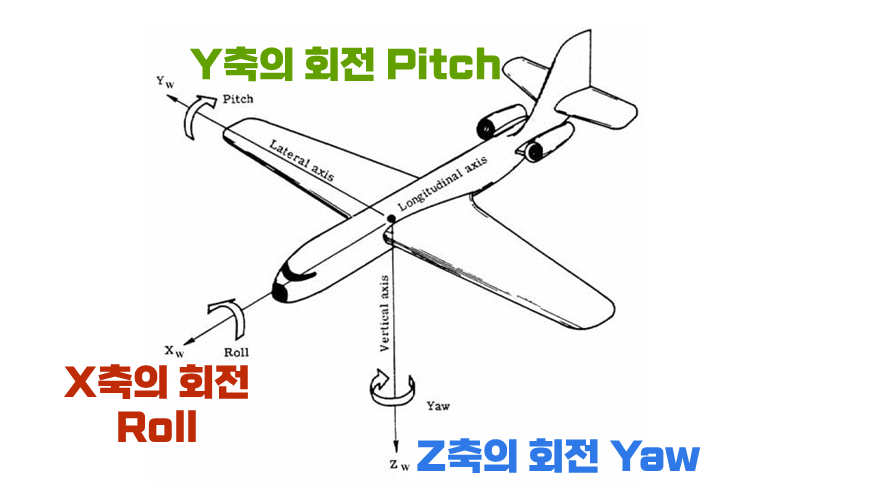 Y축의 회전 Pitch
Yw
Pitch
Lateral axis
Longitudinal axis
Vertical axis
Xw
Roll
X축의 회전
Roll
Yaw
Zw
Z축의 회전 Yaw